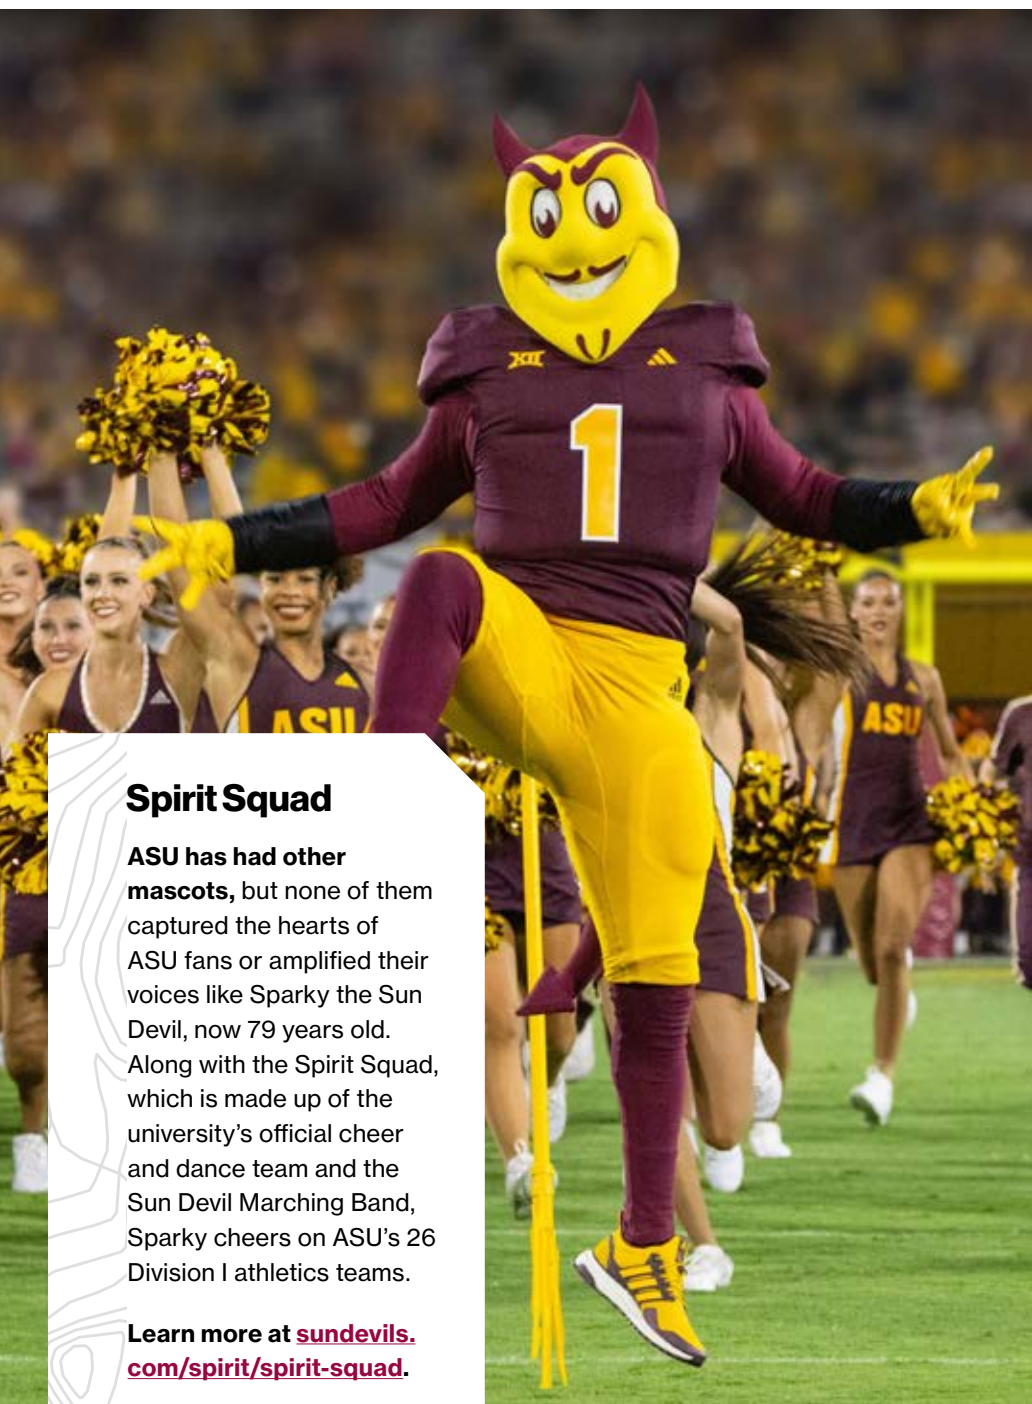 XII
1
ASU
ASU
Spirit Squad
ASU has had other
mascots, but none of them
captured the hearts of
ASU fans or amplified their
voices like Sparky the Sun
Devil, now 79 years old.
Along with the Spirit Squad,
which is made up of the
university’s official cheer
and dance team and the
Sun Devil Marching Band,
Sparky cheers on ASU’s 26
Division I athletics teams.
Learn more at sundevils.
com/spirit/spirit-squad.